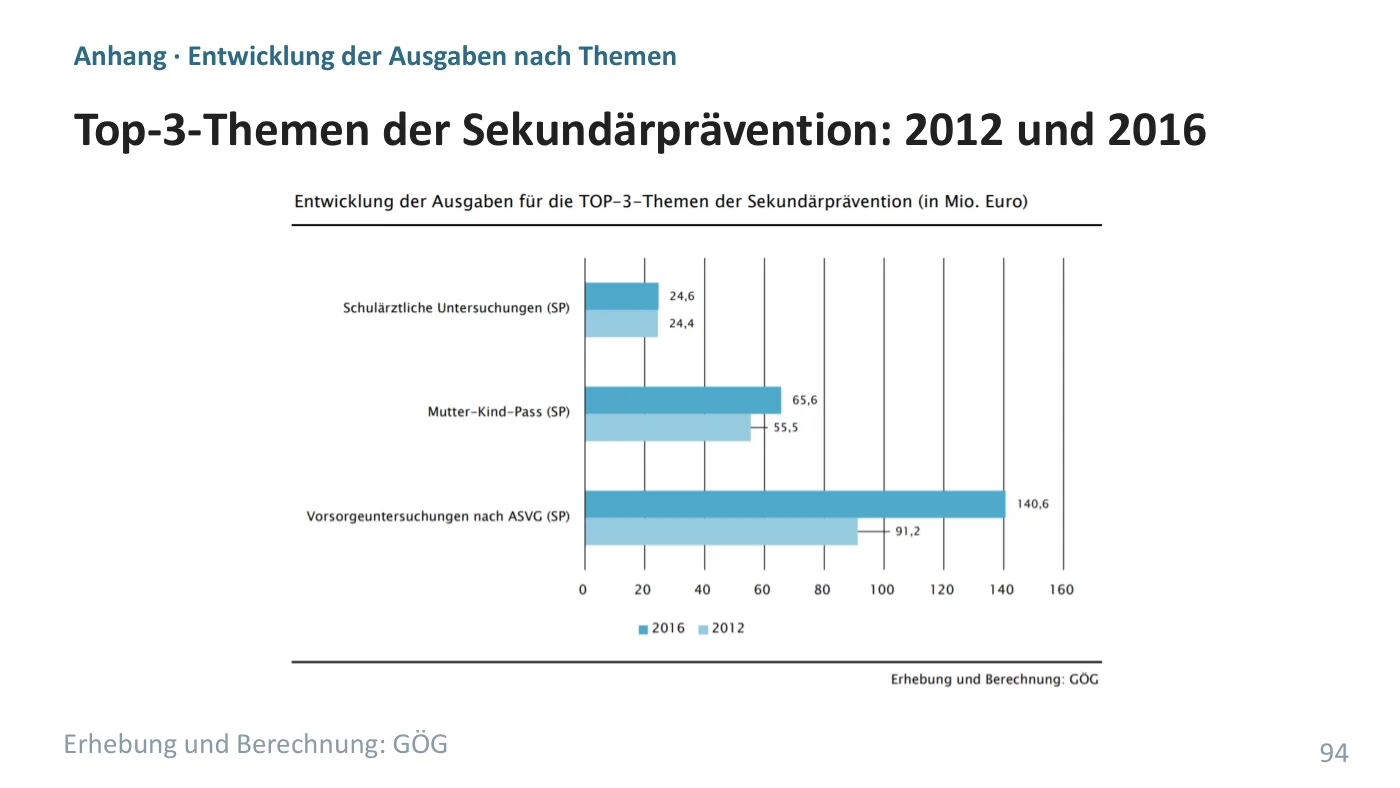 Anhang · Entwicklung der Ausgaben nach Themen
Top-3-Themen der Sekundärprävention: 2012 und 2016
Entwicklung der Ausgaben für die TOP-3-Themen der Sekundärprävention (in Mio. Euro)
Schulärztliche Untersuchungen (SP)
24,6
24,4
Mutter-Kind-Pass (SP)
65,6
55,5
Vorsorgeuntersuchungen nach ASVG (SP)
140,6
91,2
0 20 40 60 80 100 120 140 160
2016 2012
Erhebung und Berechnung: GÖG
Erhebung und Berechnung: GÖG
94